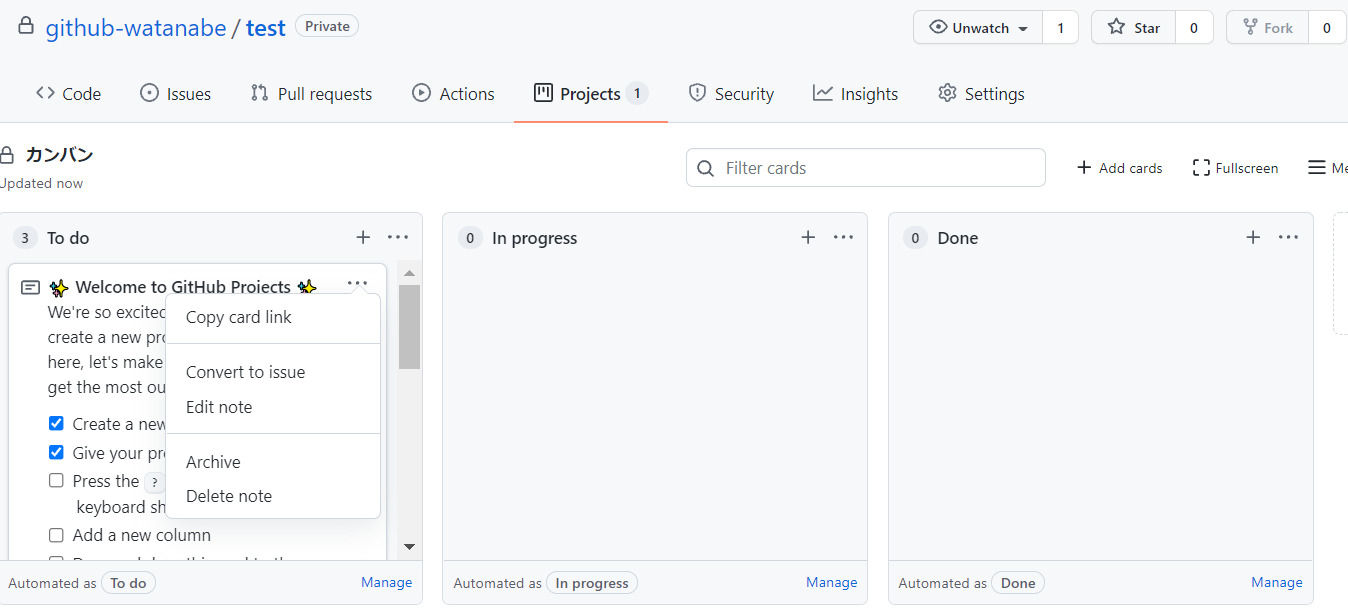 github-watanabe / test Private Unwatch 1 Star 0 Fork 0
Code Issues Pull requests Actions Projects 1 Security Insights Settings
カンバン
Updated now
Filter cards
Add cards Fullscreen
3 To do
✨ Welcome to GitHub Projects ✨
We're so excited
create a new
here, let's make
get the most
Create a new
Give your
Press the ?
keyboard
Add a new column
Copy card link
Convert to issue
Edit note
Archive
Delete note
Automated as To do Manage
0 In progress
Automated as In progress Manage
0 Done
Automated as Done Manage